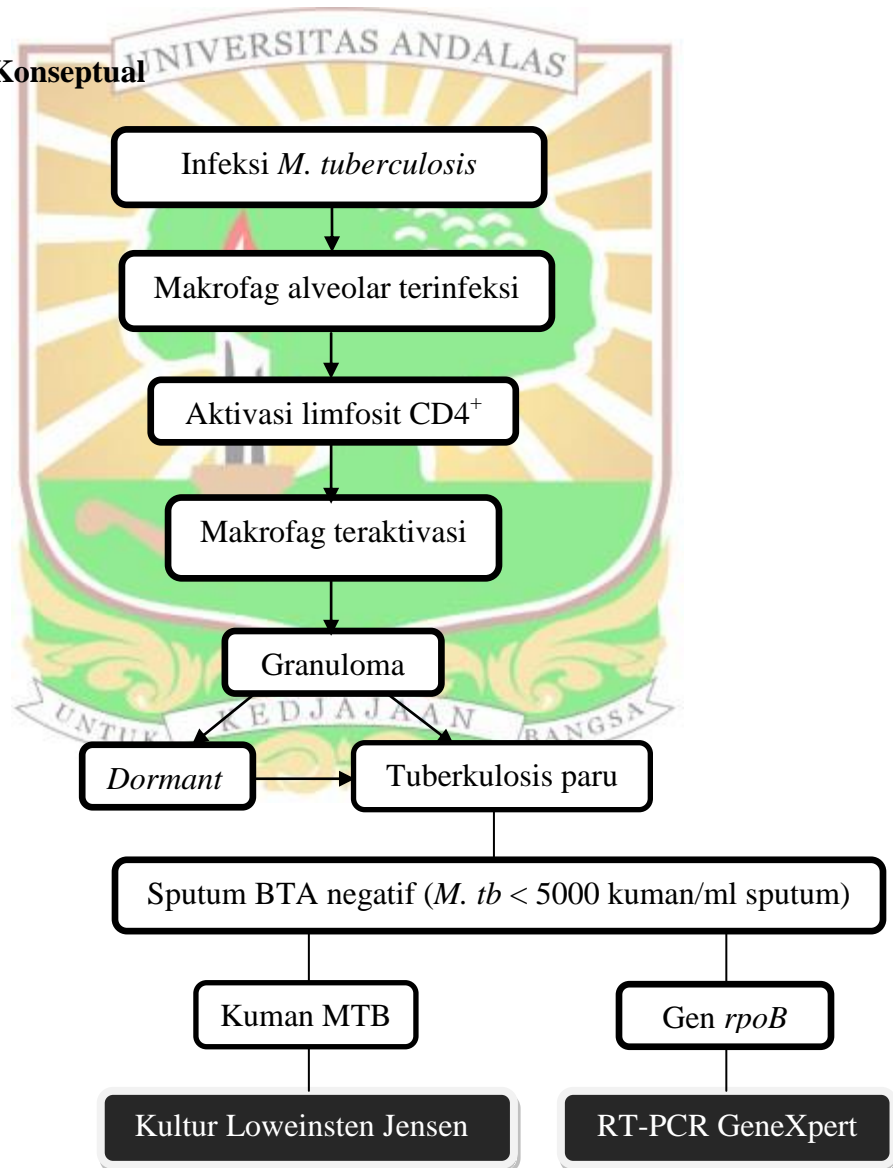 UNIVERSITAS ANDALAS
Konseptual
Infeksi M. tuberculosis
Makrofag alveolar terinfeksi
Aktivasi limfosit CD4⁺
Makrofag teraktivasi
Granuloma
UNTUK KEDJAJAAN BANGSA
Dormant
Tuberkulosis paru
Sputum BTA negatif (M. tb < 5000 kuman/ml sputum)
Kuman MTB
Gen rpoB
Kultur Loweinsten Jensen
RT-PCR GeneXpert